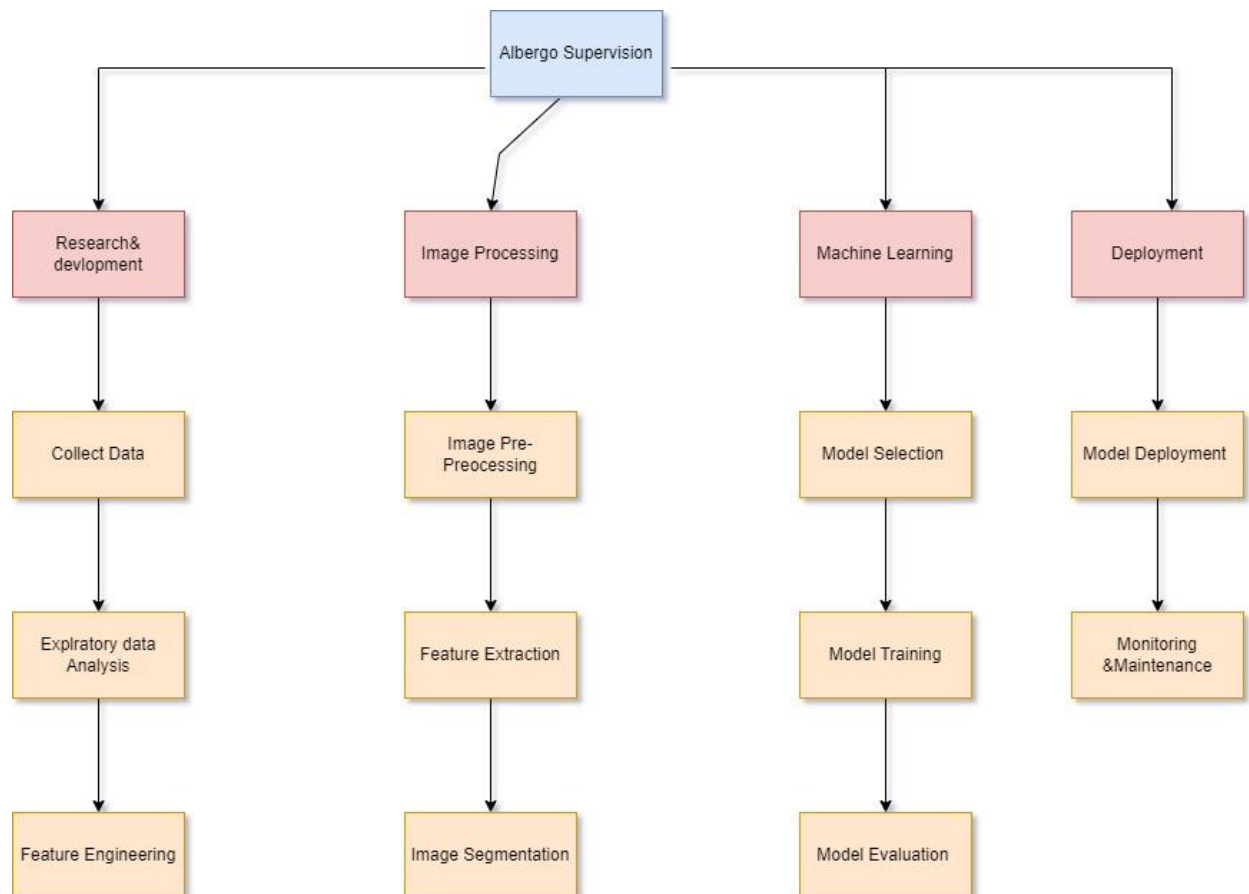 Albergo Supervision
Research&
devlopment
Image Processing
Machine Learning
Deployment
Collect Data
Image Pre-
Preocessing
Model Selection
Model Deployment
Explratory data
Analysis
Feature Extraction
Model Training
Monitoring
&Maintenance
Feature Engineering
Image Segmentation
Model Evaluation